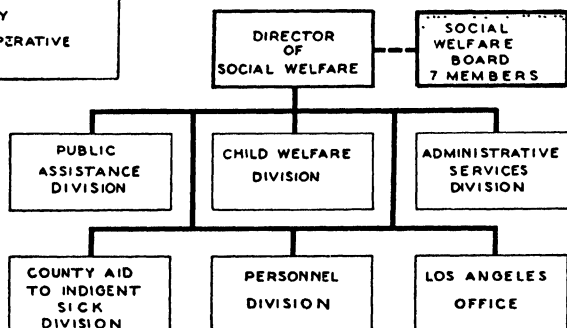 Y
PERATIVE
DIRECTOR
OF
SOCIAL WELFARE
SOCIAL
WELFARE
BOARD
7 MEMBERS
PUBLIC
ASSISTANCE
DIVISION
CHILD WELFARE
DIVISION
ADMINISTRATIVE
SERVICES
DIVISION
COUNTY AID
TO INDIGENT
SICK
DIVISION
PERSONNEL
DIVISION
LOS ANGELES
OFFICE